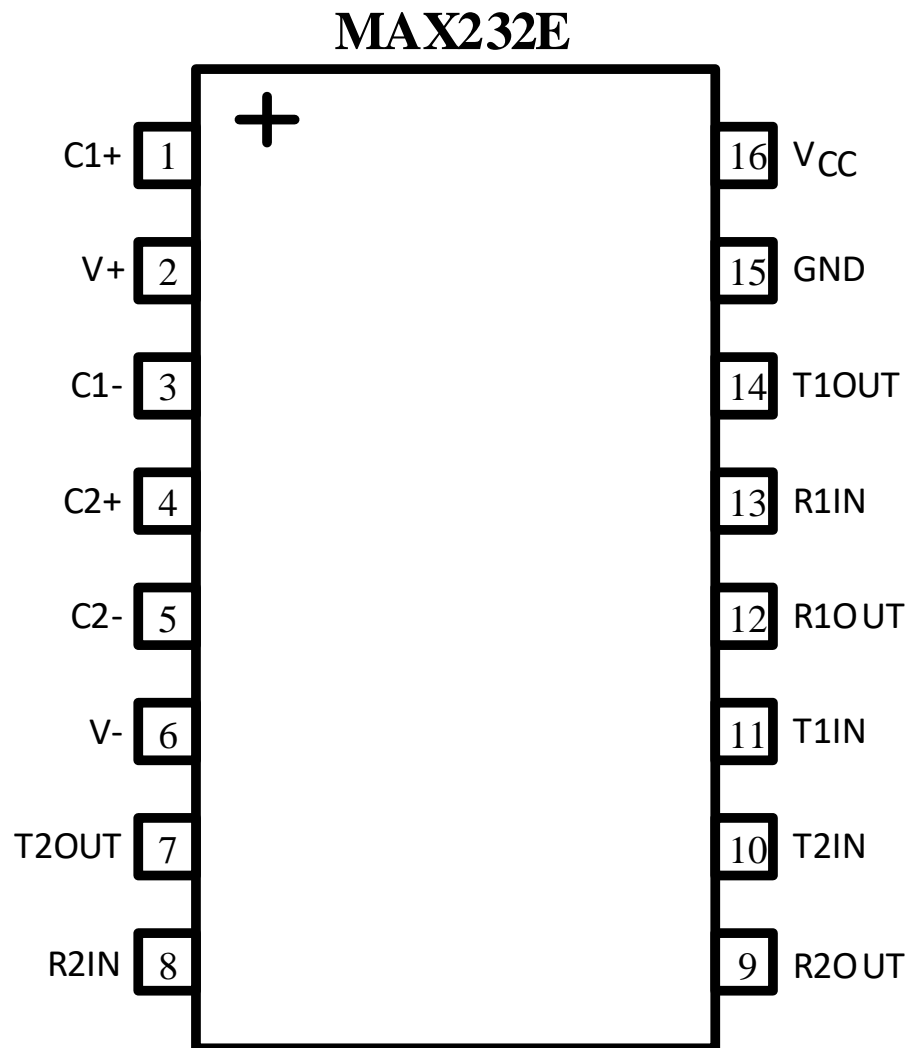 MAX232E
+
C1+ 1
V+ 2
C1- 3
C2+ 4
C2- 5
V- 6
T2OUT 7
R2IN 8
16 VCC
15 GND
14 T1OUT
13 R1IN
12 R1OUT
11 T1IN
10 T2IN
9 R2OUT